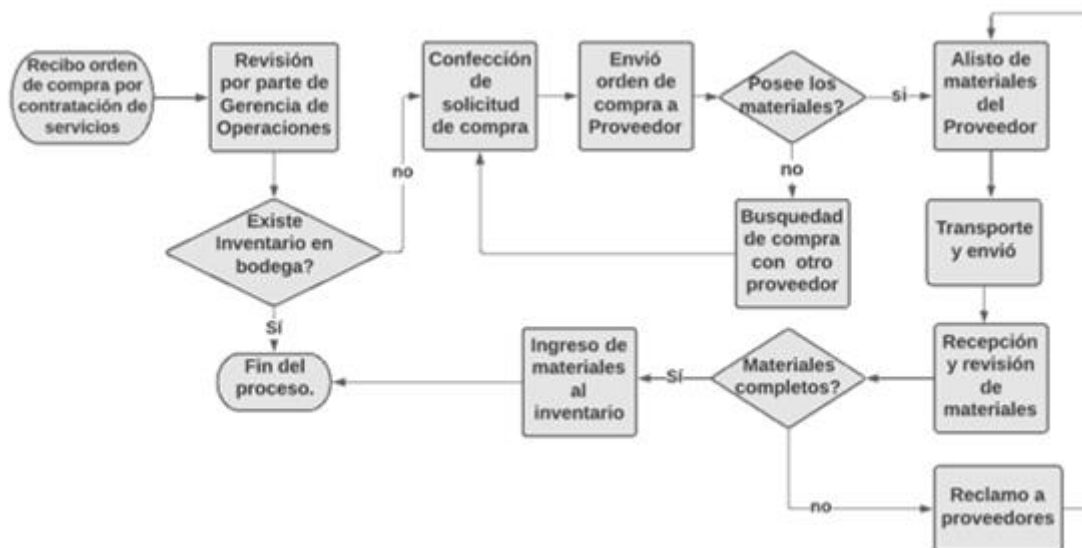 Recibo orden
de compra por
contratación de
servicios
Revisión
por parte de
Gerencia de
Operaciones
Existe
Inventario en
bodega?
no
Sí
Fin del
proceso.
Confección
de
solicitud
de compra
Envió
orden de
compra a
Proveedor
Posee los
materiales?
si
no
Busquedad
de compra
con otro
proveedor
Alisto de
materiales
del
Proveedor
Transporte
y envió
Recepción
y revisión
de
materiales
Materiales
completos?
Sí
no
Ingreso de
materiales
al
inventario
Reclamo a
proveedores